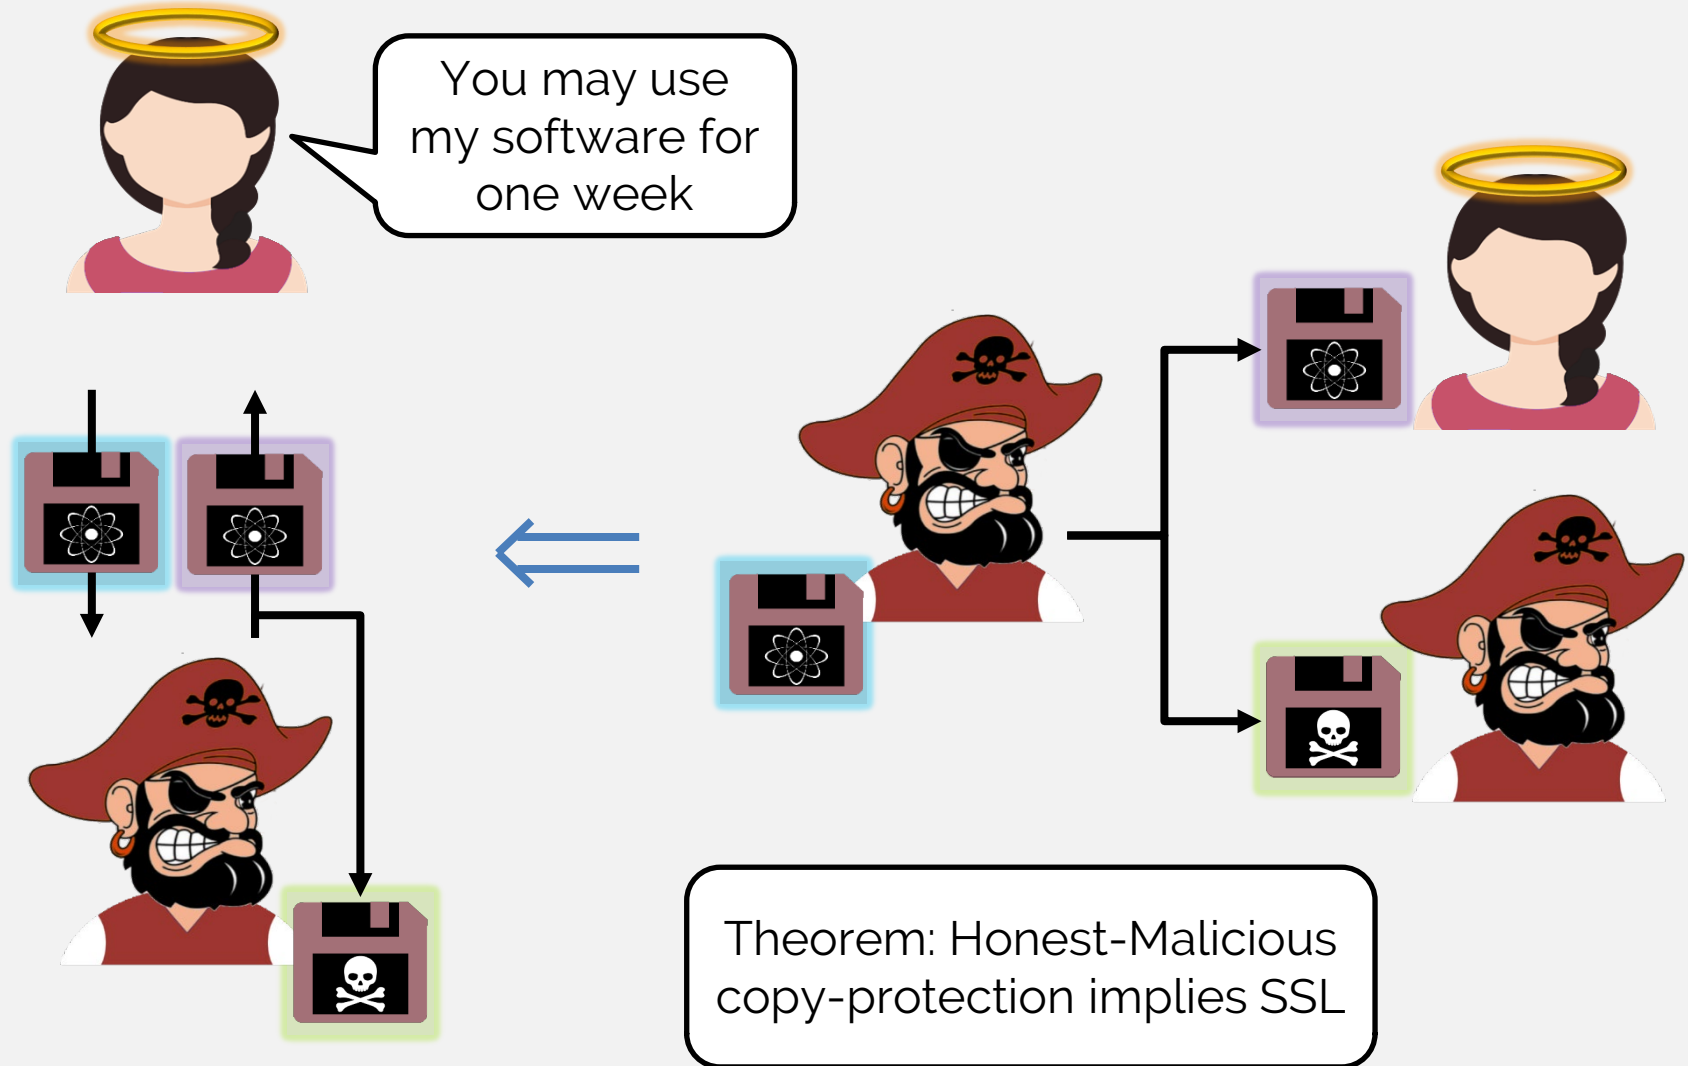 You may use
my software for
one week
Theorem: Honest-Malicious
copy-protection implies SSL